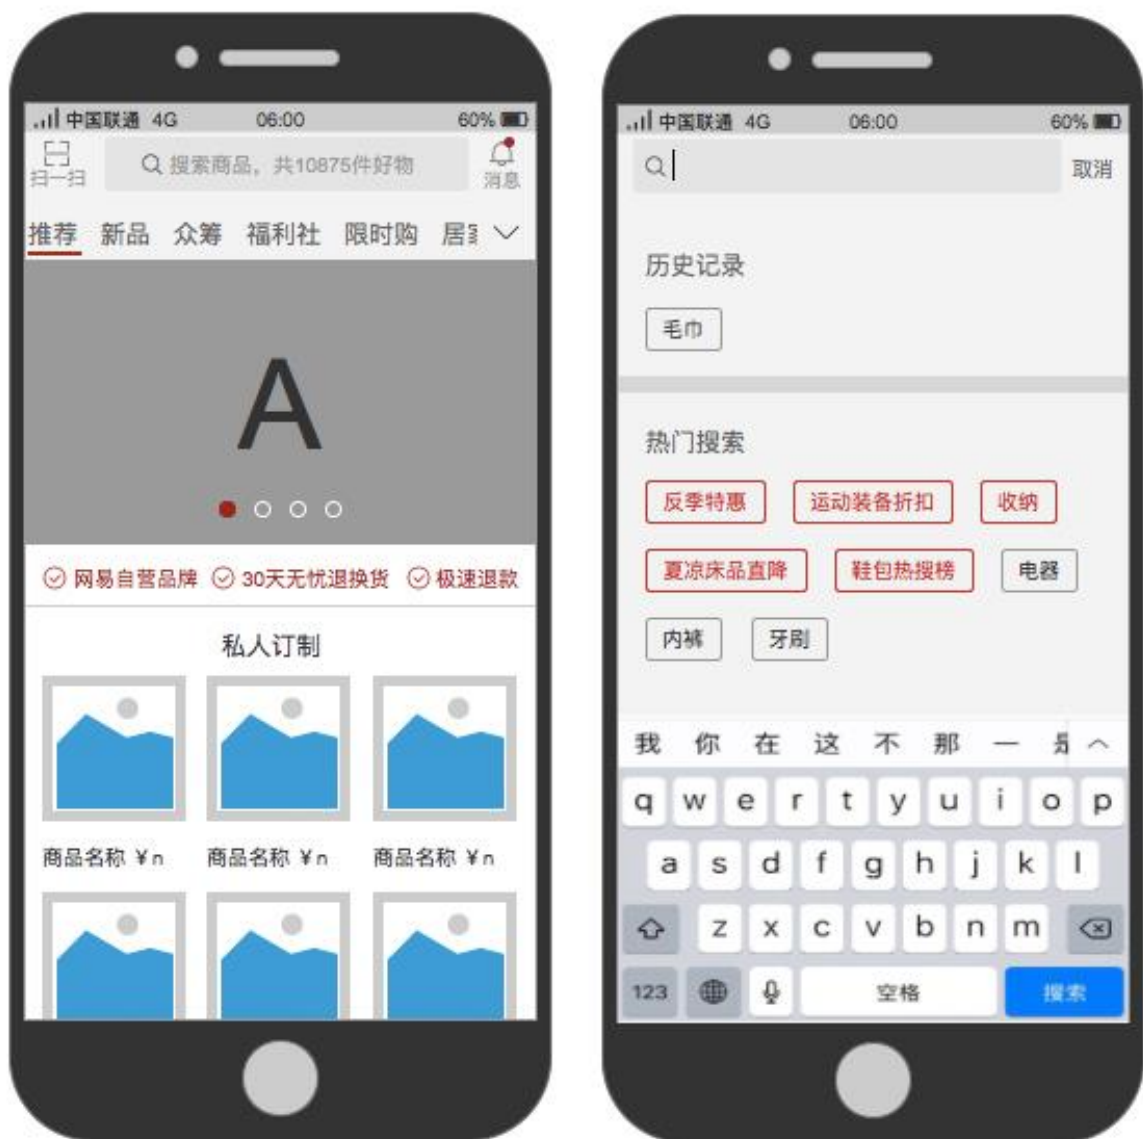 中国联通 4G 06:00 60%
扫一扫 搜索商品，共10875件好物 消息
推荐 新品 众筹 福利社 限时购 居家
A
网易自营品牌 30天无忧退换货 极速退款
私人订制
商品名称 ¥n 商品名称 ¥n 商品名称 ¥n
中国联通 4G 06:00 60%
取消
历史记录
毛巾
热门搜索
反季特惠 运动装备折扣 收纳
夏凉床品直降 鞋包热搜榜 电器
内裤 牙刷
我 你 在 这 不 那 一 是
q w e r t y u i o p
a s d f g h j k l
z x c v b n m
123 空格 搜索